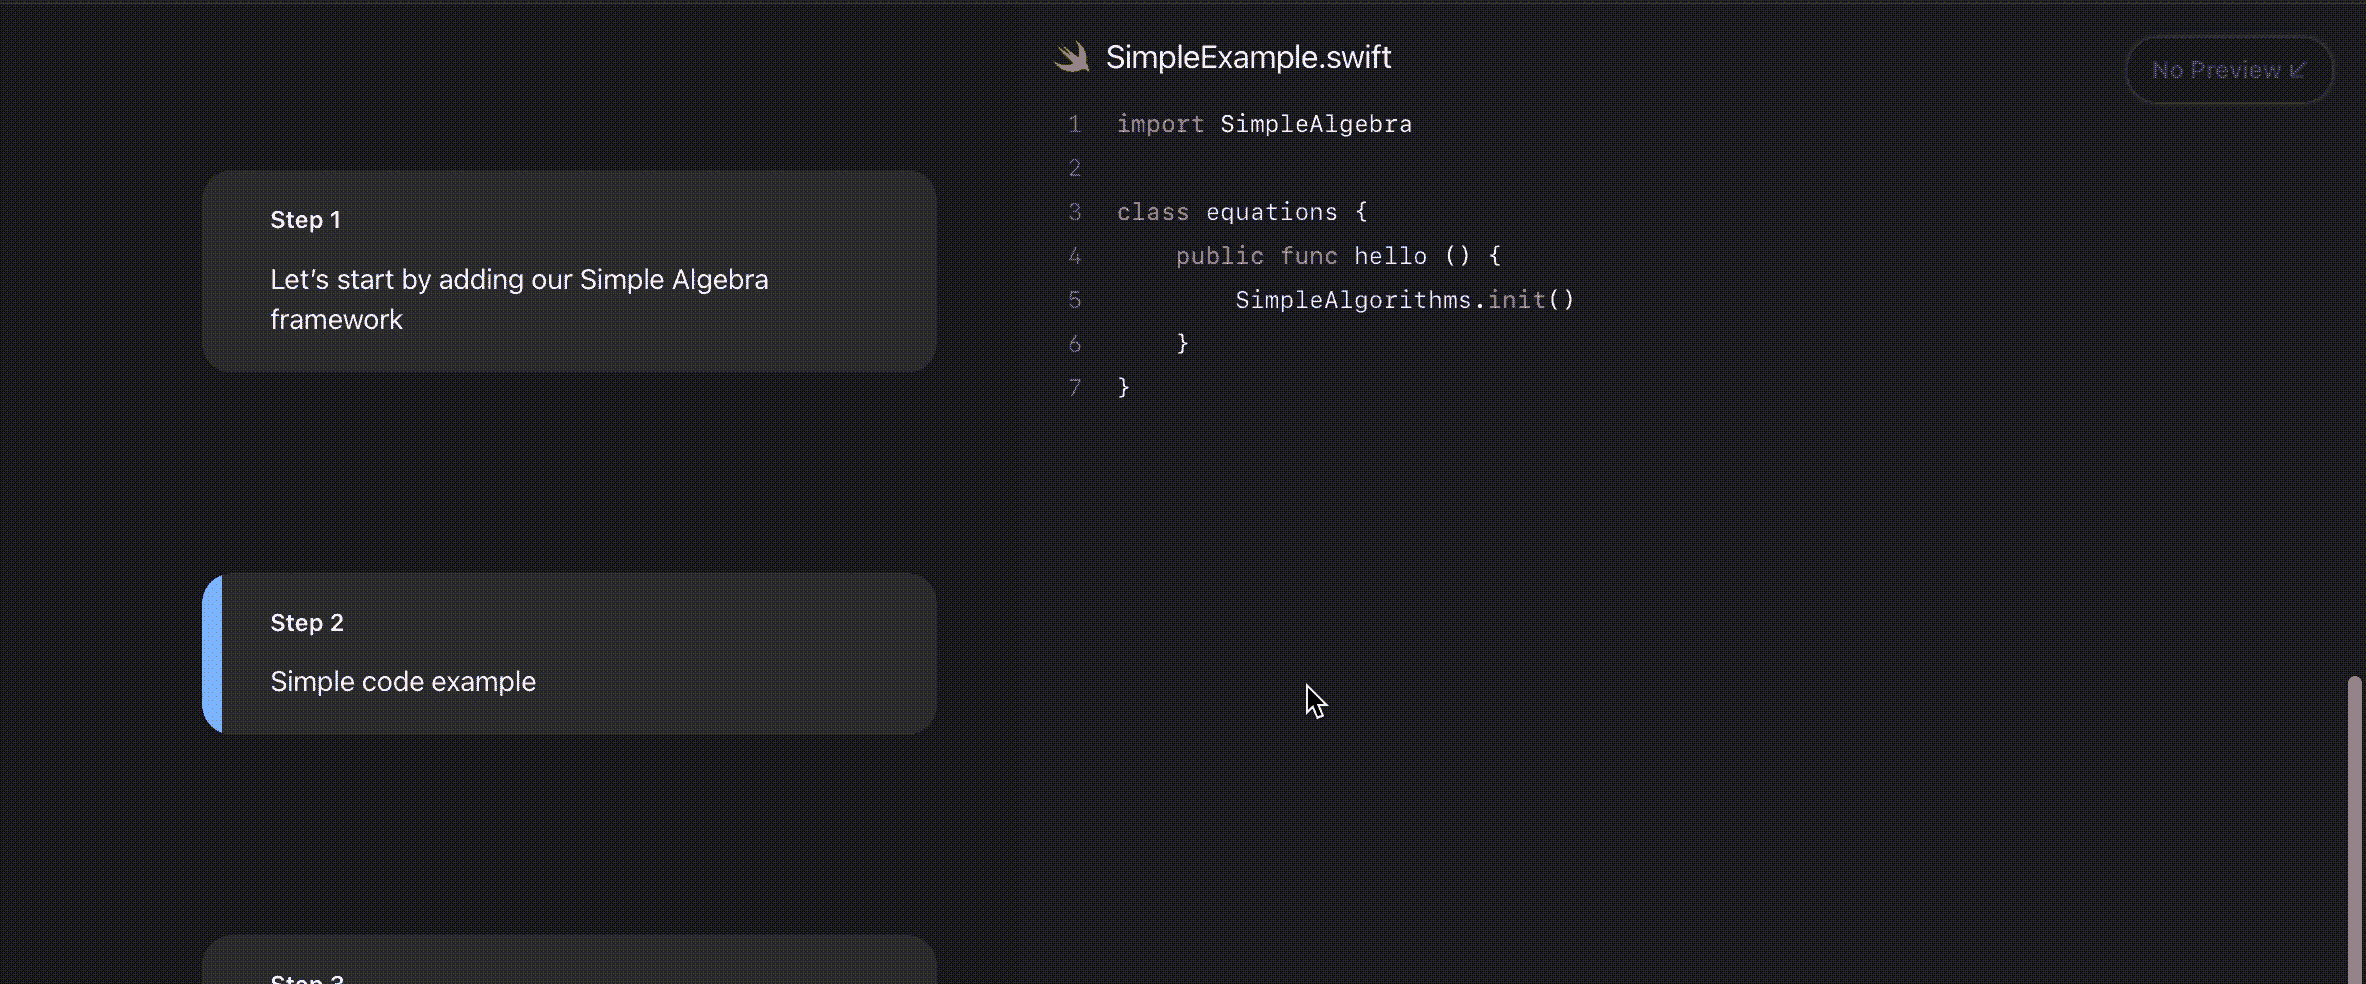 Step 1
Let's start by adding our Simple Algebra
framework
Step 2
Simple code example
Step 3
SimpleExample.swift
No Preview
1 import SimpleAlgebra
2
3 class equations {
4     public func hello () {
5         SimpleAlgorithms.init()
6     }
7 }